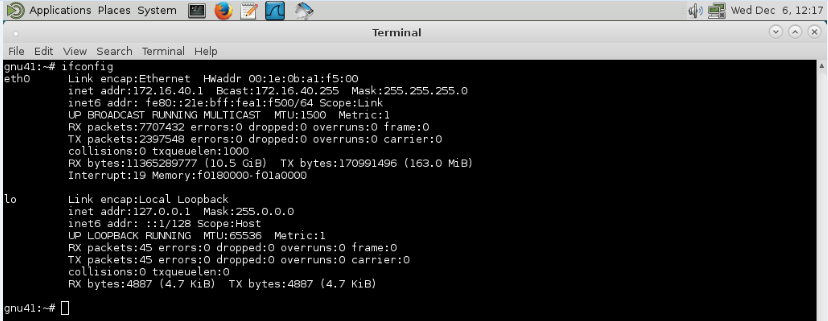 Applications Places System Wed Dec 6, 12:17
Terminal
File Edit View Search Terminal Help
gnu41:~# ifconfig
eth0 Link encap:Ethernet HWaddr 00:1e:0b:a1:f5:00
inet addr:172.16.40.1 Bcast:172.16.40.255 Mask:255.255.255.0
inet6 addr: fe80::21e:bff:fea1:f500/64 Scope:Link
UP BROADCAST RUNNING MULTICAST MTU:1500 Metric:1
RX packets:7707432 errors:0 dropped:0 overruns:0 frame:0
TX packets:2397548 errors:0 dropped:0 overruns:0 carrier:0
collisions:0 txqueuelen:1000
RX bytes:11365289777 (10.5 GiB) TX bytes:170991496 (163.0 MiB)
Interrupt:19 Memory:f0180000-f01a0000
lo Link encap:Local Loopback
inet addr:127.0.0.1 Mask:255.0.0.0
inet6 addr: ::1/128 Scope:Host
UP LOOPBACK RUNNING MTU:65536 Metric:1
RX packets:45 errors:0 dropped:0 overruns:0 frame:0
TX packets:45 errors:0 dropped:0 overruns:0 carrier:0
collisions:0 txqueuelen:0
RX bytes:4887 (4.7 KiB) TX bytes:4887 (4.7 KiB)
gnu41:~#